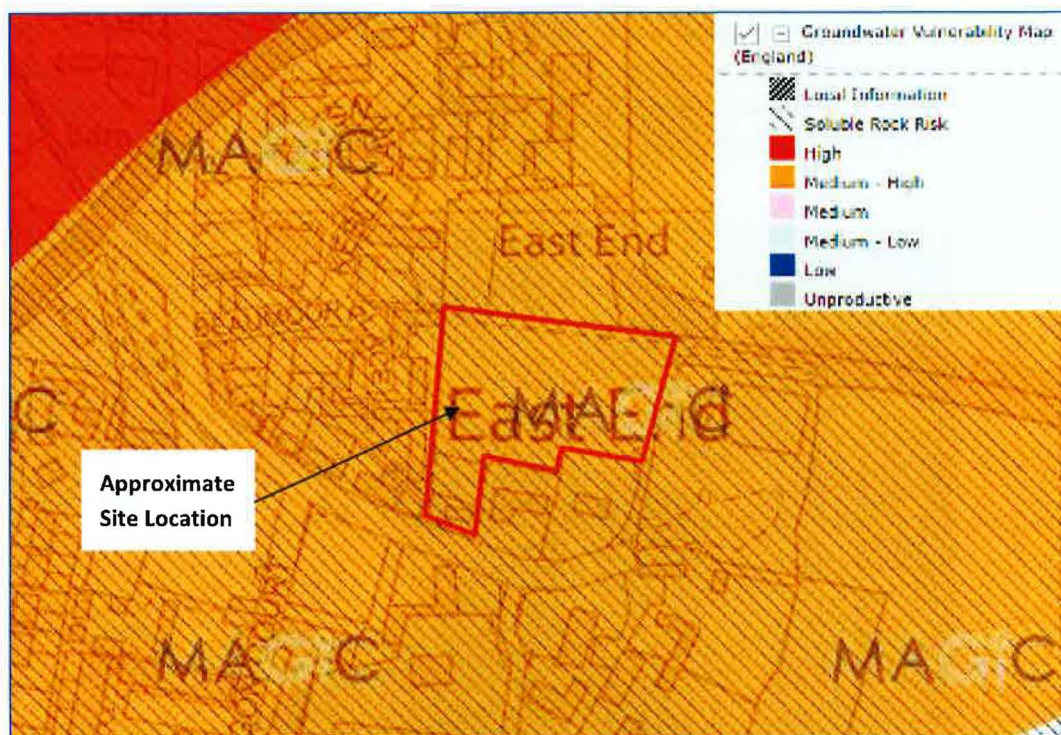 Groundwater Vulnerability Map
(England)
Local Information
Soluble Rock Risk
High
Medium - High
Medium
Medium - Low
Low
Unproductive
MAGiC
East End
MAGiC
East End
C
Approximate
Site Location
MAGiC
MAGiC